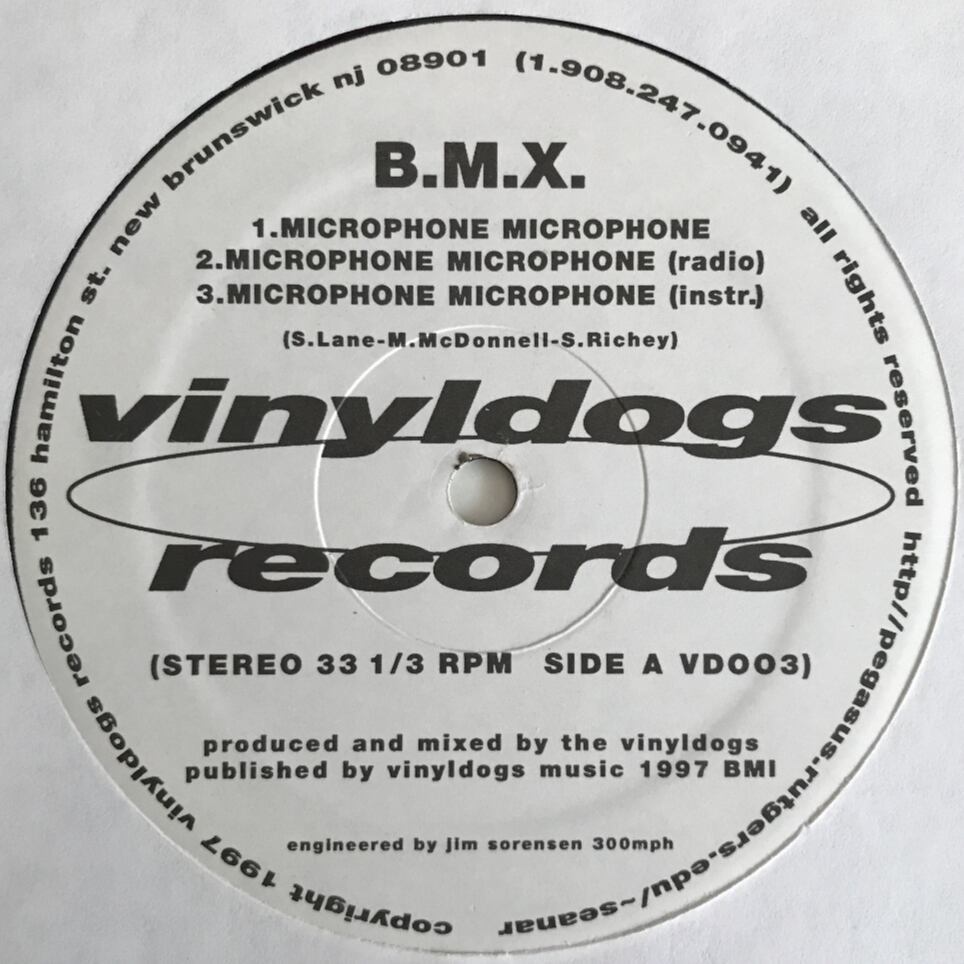 B.M.X.
1.MICROPHONE MICROPHONE
2.MICROPHONE MICROPHONE (radio)
3.MICROPHONE MICROPHONE (instr.)
(S.Lane-M.McDonnell-S.Richey)
vinyldogs
records
(STEREO 33 1/3 RPM SIDE A VD003)
produced and mixed by the vinyldogs
published by vinyldogs music 1997 BMI
engineered by jim sorensen 300mph
copyright 1997 vinyldogs records 136 hamilton st. new brunswick nj 08901 (1.908.247.0941) all rights reserved http//pegasus.rutgers.edu/~seanar